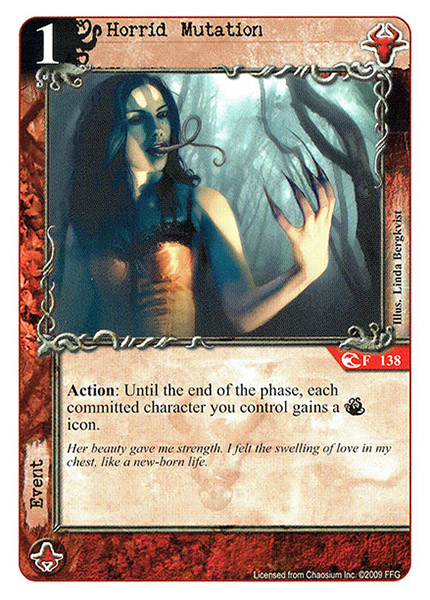 1
Horrid Mutation
Illus. Linda Bergkvist
F 138
Action: Until the end of the phase, each
committed character you control gains a
icon.
Her beauty gave me strength. I felt the swelling of love in my
chest, like a new-born life.
Event
Licensed from Chaosium Inc. ©2009 FFG